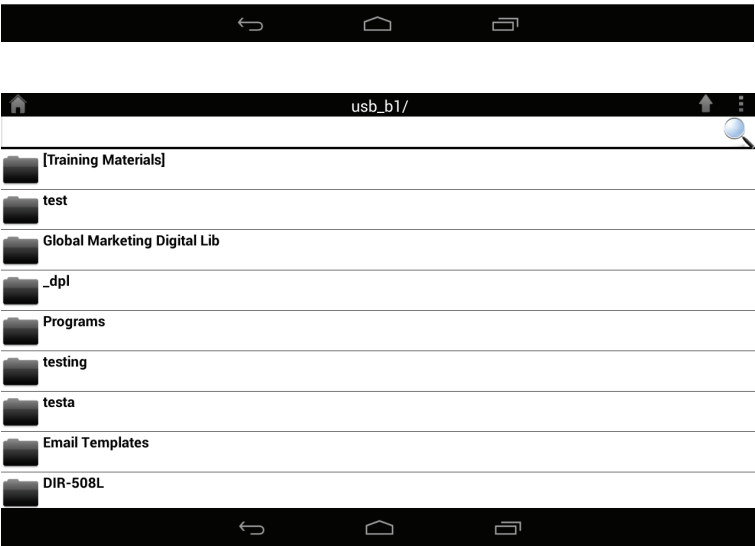 usb_b1/
[Training Materials]
test
Global Marketing Digital Lib
_dpl
Programs
testing
testa
Email Templates
DIR-508L